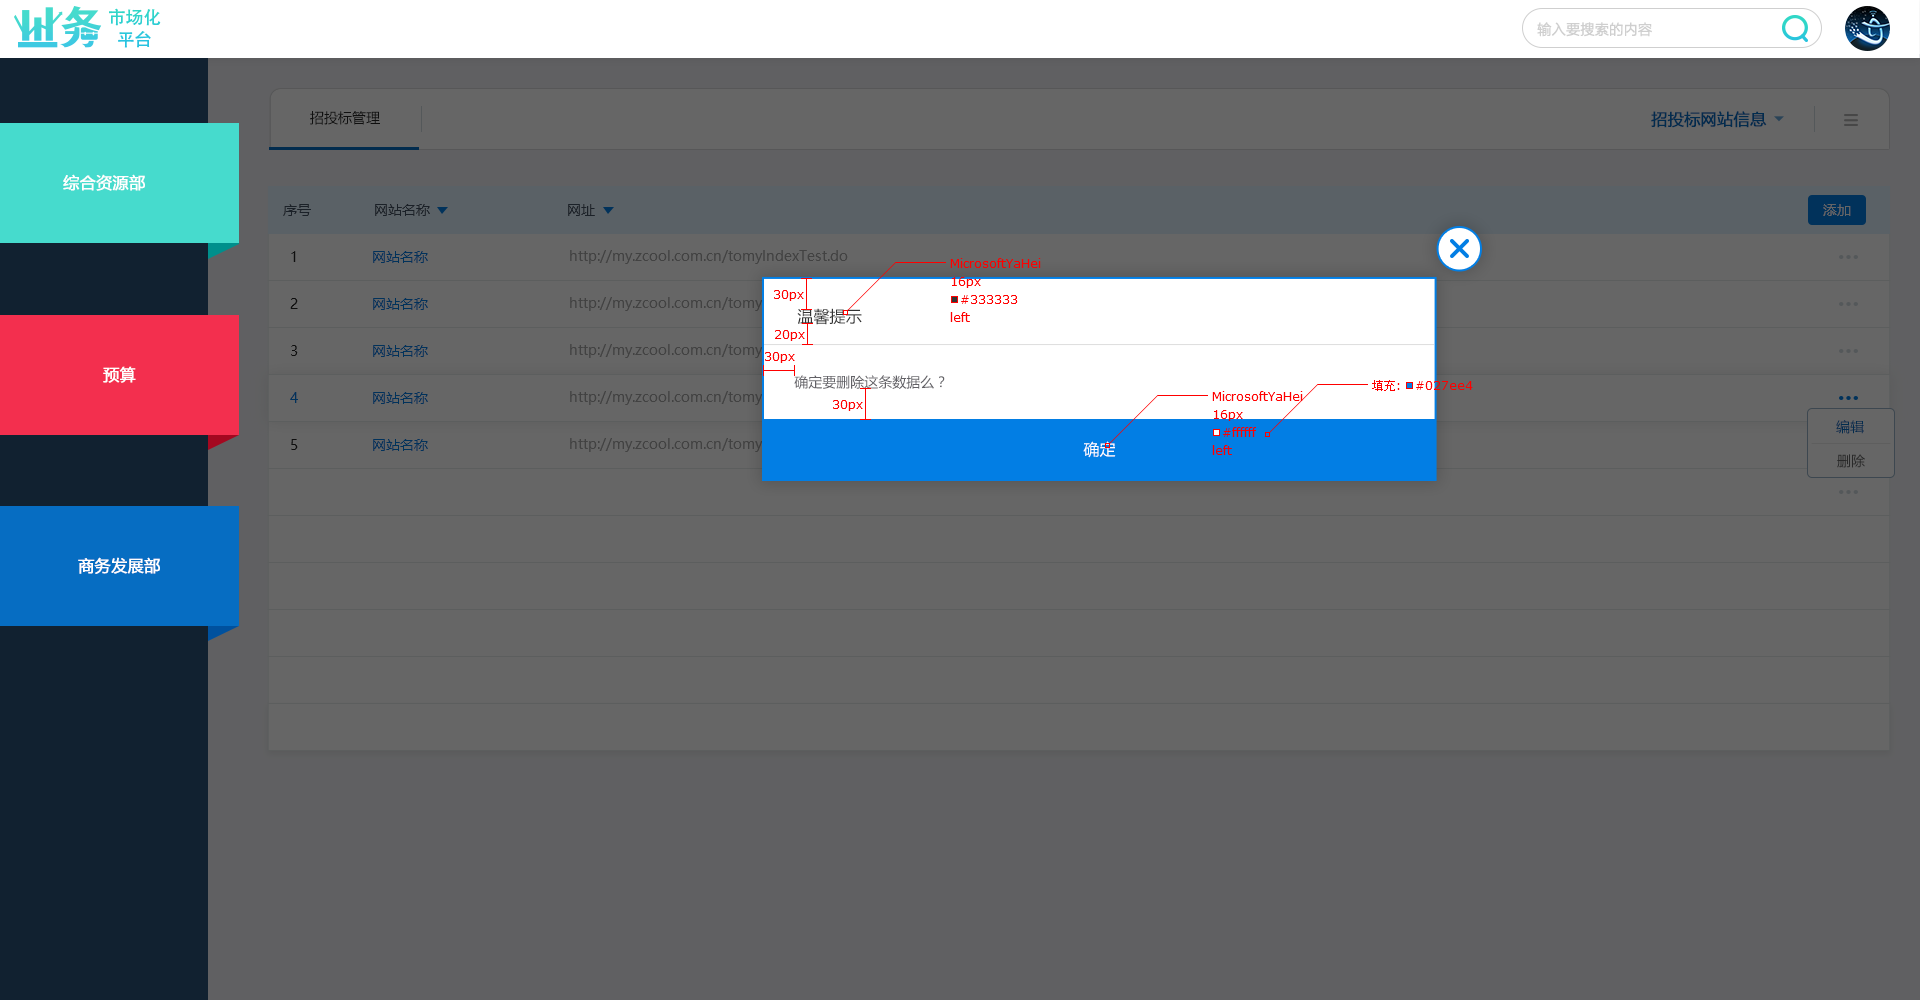 业务 市场化
平台
输入要搜索的内容
招投标管理
招投标网站信息
综合资源部
预算
商务发展部
序号 网站名称 网址 添加
1 网站名称 http://my.zcool.com.cn/tomyIndexTest.do
2 网站名称 http://my.zcool.com.cn/tomy
3 网站名称 http://my.zcool.com.cn/tomy
4 网站名称 http://my.zcool.com.cn/tomy
5 网站名称 http://my.zcool.com.cn/tomy
编辑
删除
MicrosoftYaHei
16px
#333333
left
30px
温馨提示
20px
30px
确定要删除这条数据么？
30px
MicrosoftYaHei
16px
#ffffff
left
填充: #027ee4
确定